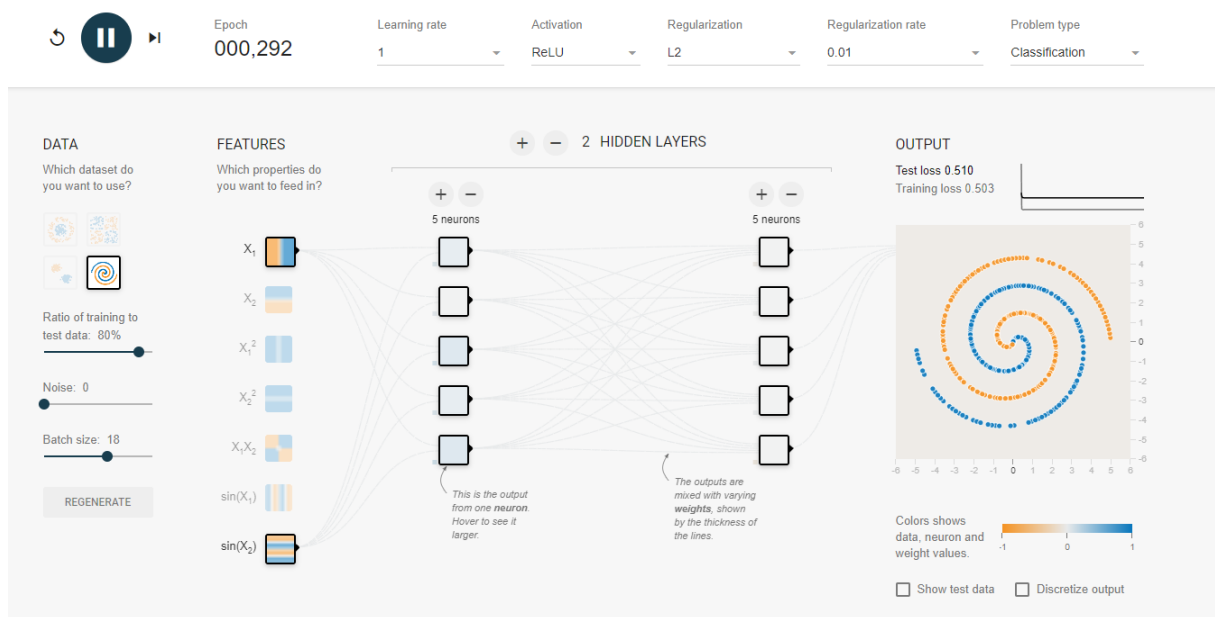 Epoch
000,292
Learning rate
1
Activation
ReLU
Regularization
L2
Regularization rate
0.01
Problem type
Classification
DATA
Which dataset do
you want to use?
Ratio of training to
test data: 80%
Noise: 0
Batch size: 18
REGENERATE
FEATURES
Which properties do
you want to feed in?
X₁
X₂
X₁²
X₂²
X₁X₂
sin(X₁)
sin(X₂)
+ − 2 HIDDEN LAYERS
+ −
5 neurons
+ −
5 neurons
This is the output
from one neuron.
Hover to see it
larger.
The outputs are
mixed with varying
weights, shown
by the thickness of
the lines.
OUTPUT
Test loss 0.510
Training loss 0.503
6
5
4
3
2
1
0
-1
-2
-3
-4
-5
-6
-6 -5 -4 -3 -2 -1 0 1 2 3 4 5 6
Colors shows
data, neuron and
weight values.
-1 0 1
Show test data
Discretize output